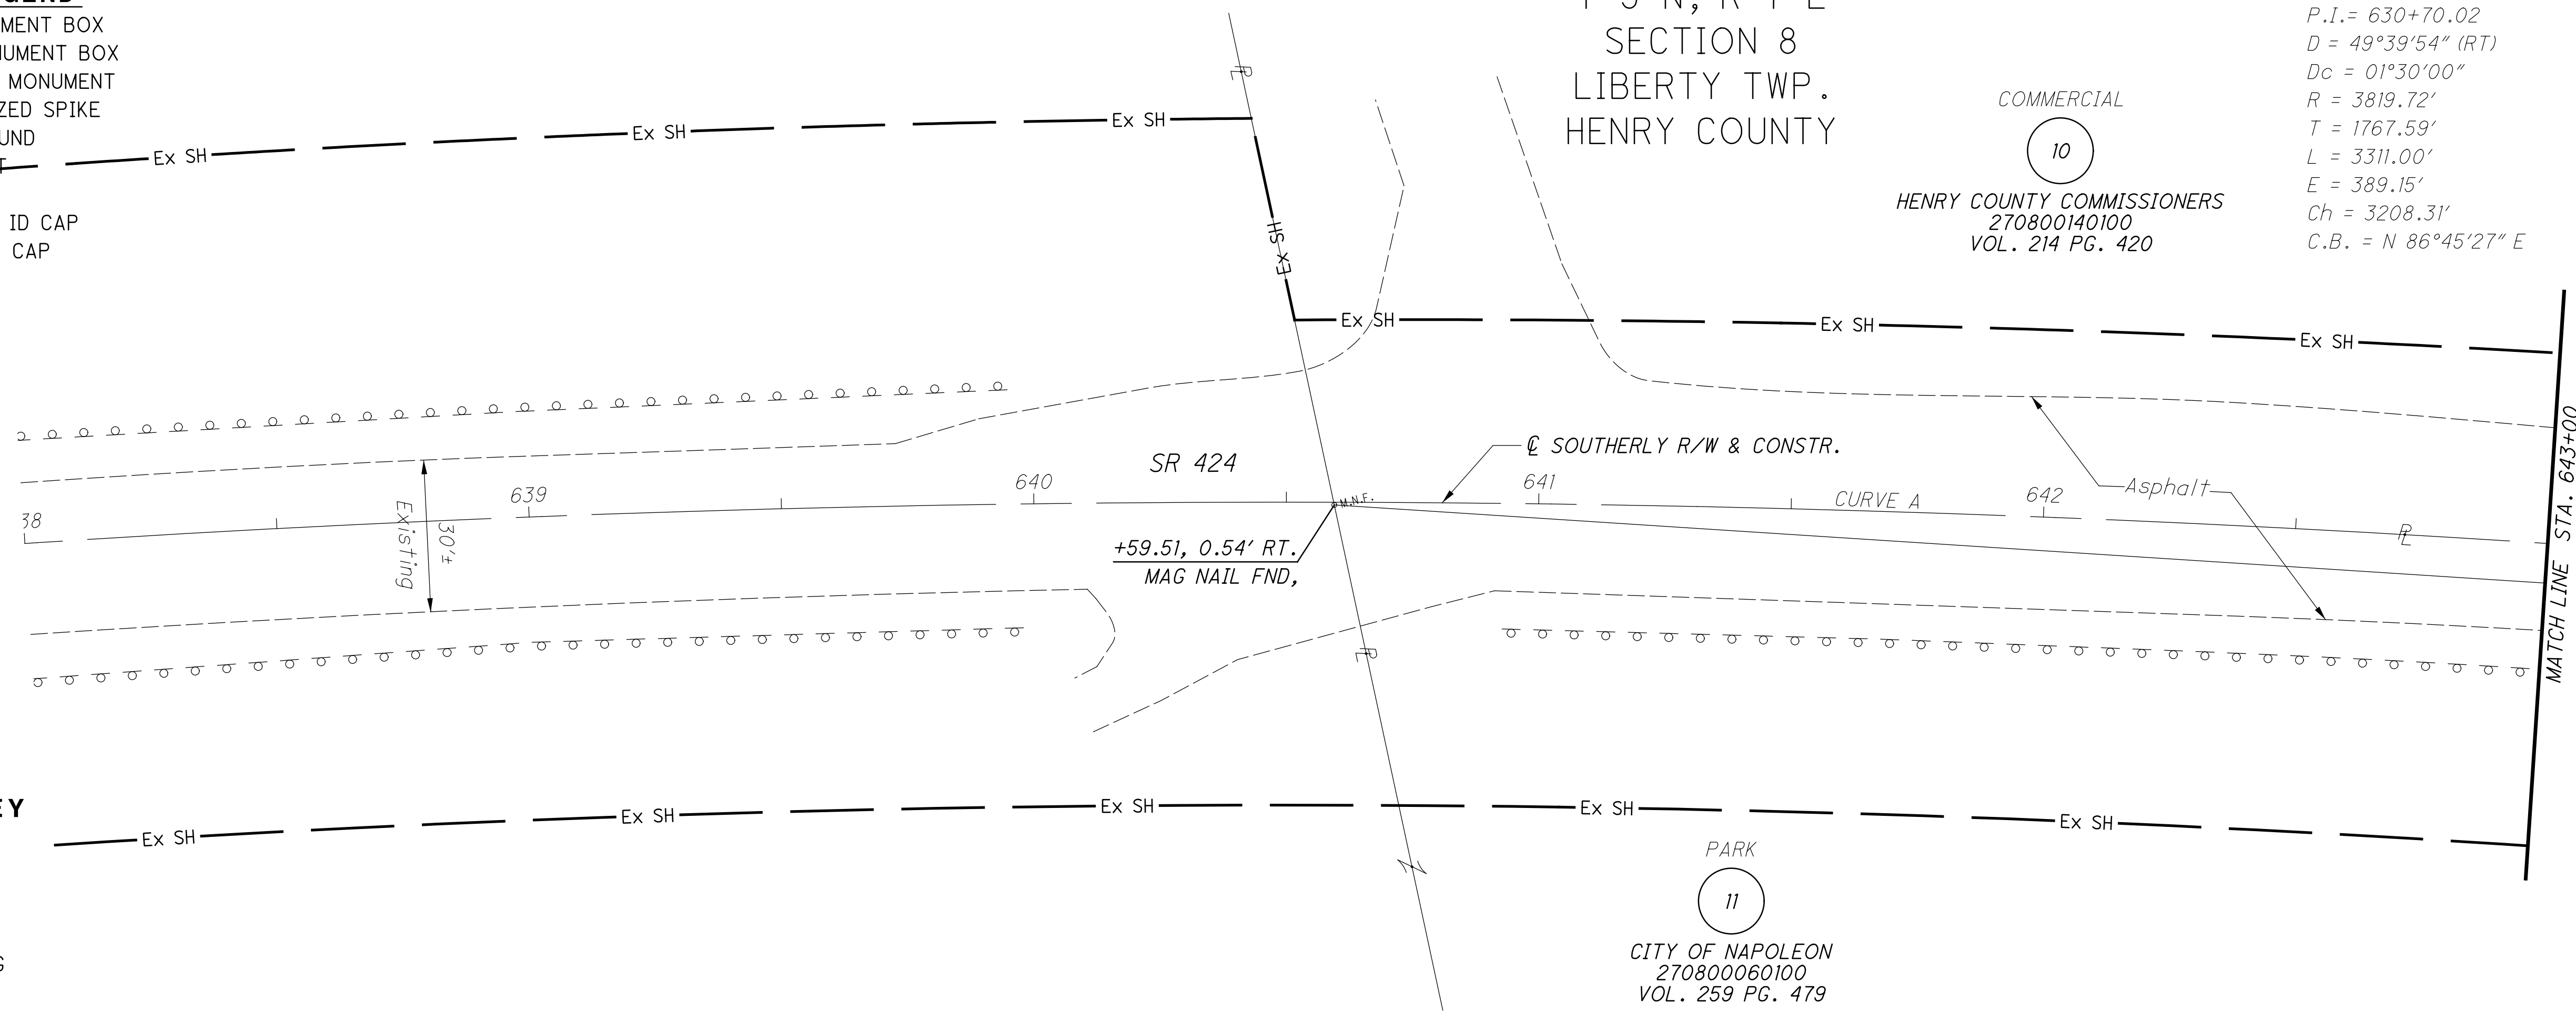 MENT BOX
MONUMENT
SPIKE
ID CAP
CAP
SECTION 8
LIBERTY TWP.
HENRY COUNTY
P.I.= 630+70.02
D = 49°39'54" (RT)
Dc = 01°30'00"
R = 3819.72'
T = 1767.59'
L = 3311.00'
E = 389.15'
Ch = 3208.31'
C.B. = N 86°45'27" E
COMMERCIAL
10
HENRY COUNTY COMMISSIONERS
270800140100
VOL. 214 PG. 420
Ex SH
Ex SH
Ex SH
Ex SH
Ex SH
Ex SH
Ex SH
PL
SR 424
℄ SOUTHERLY R/W & CONSTR.
38
639
640
641
642
M.N.F.
CURVE A
Asphalt
PL
30'±
Existing
+59.51, 0.54' RT.
MAG NAIL FND,
PL
MATCH LINE STA. 643+00
Ex SH
Ex SH
Ex SH
Ex SH
Ex SH
PARK
11
CITY OF NAPOLEON
270800060100
VOL. 259 PG. 479